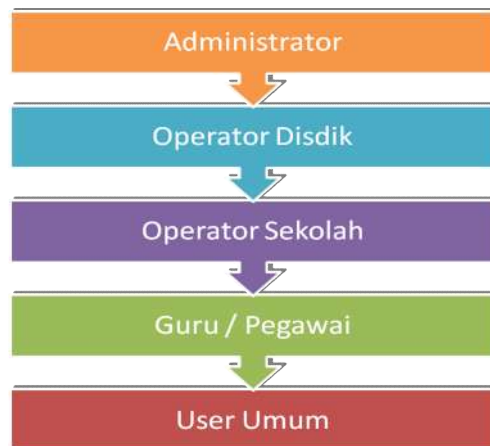 Administrator
Operator Disdik
Operator Sekolah
Guru / Pegawai
User Umum